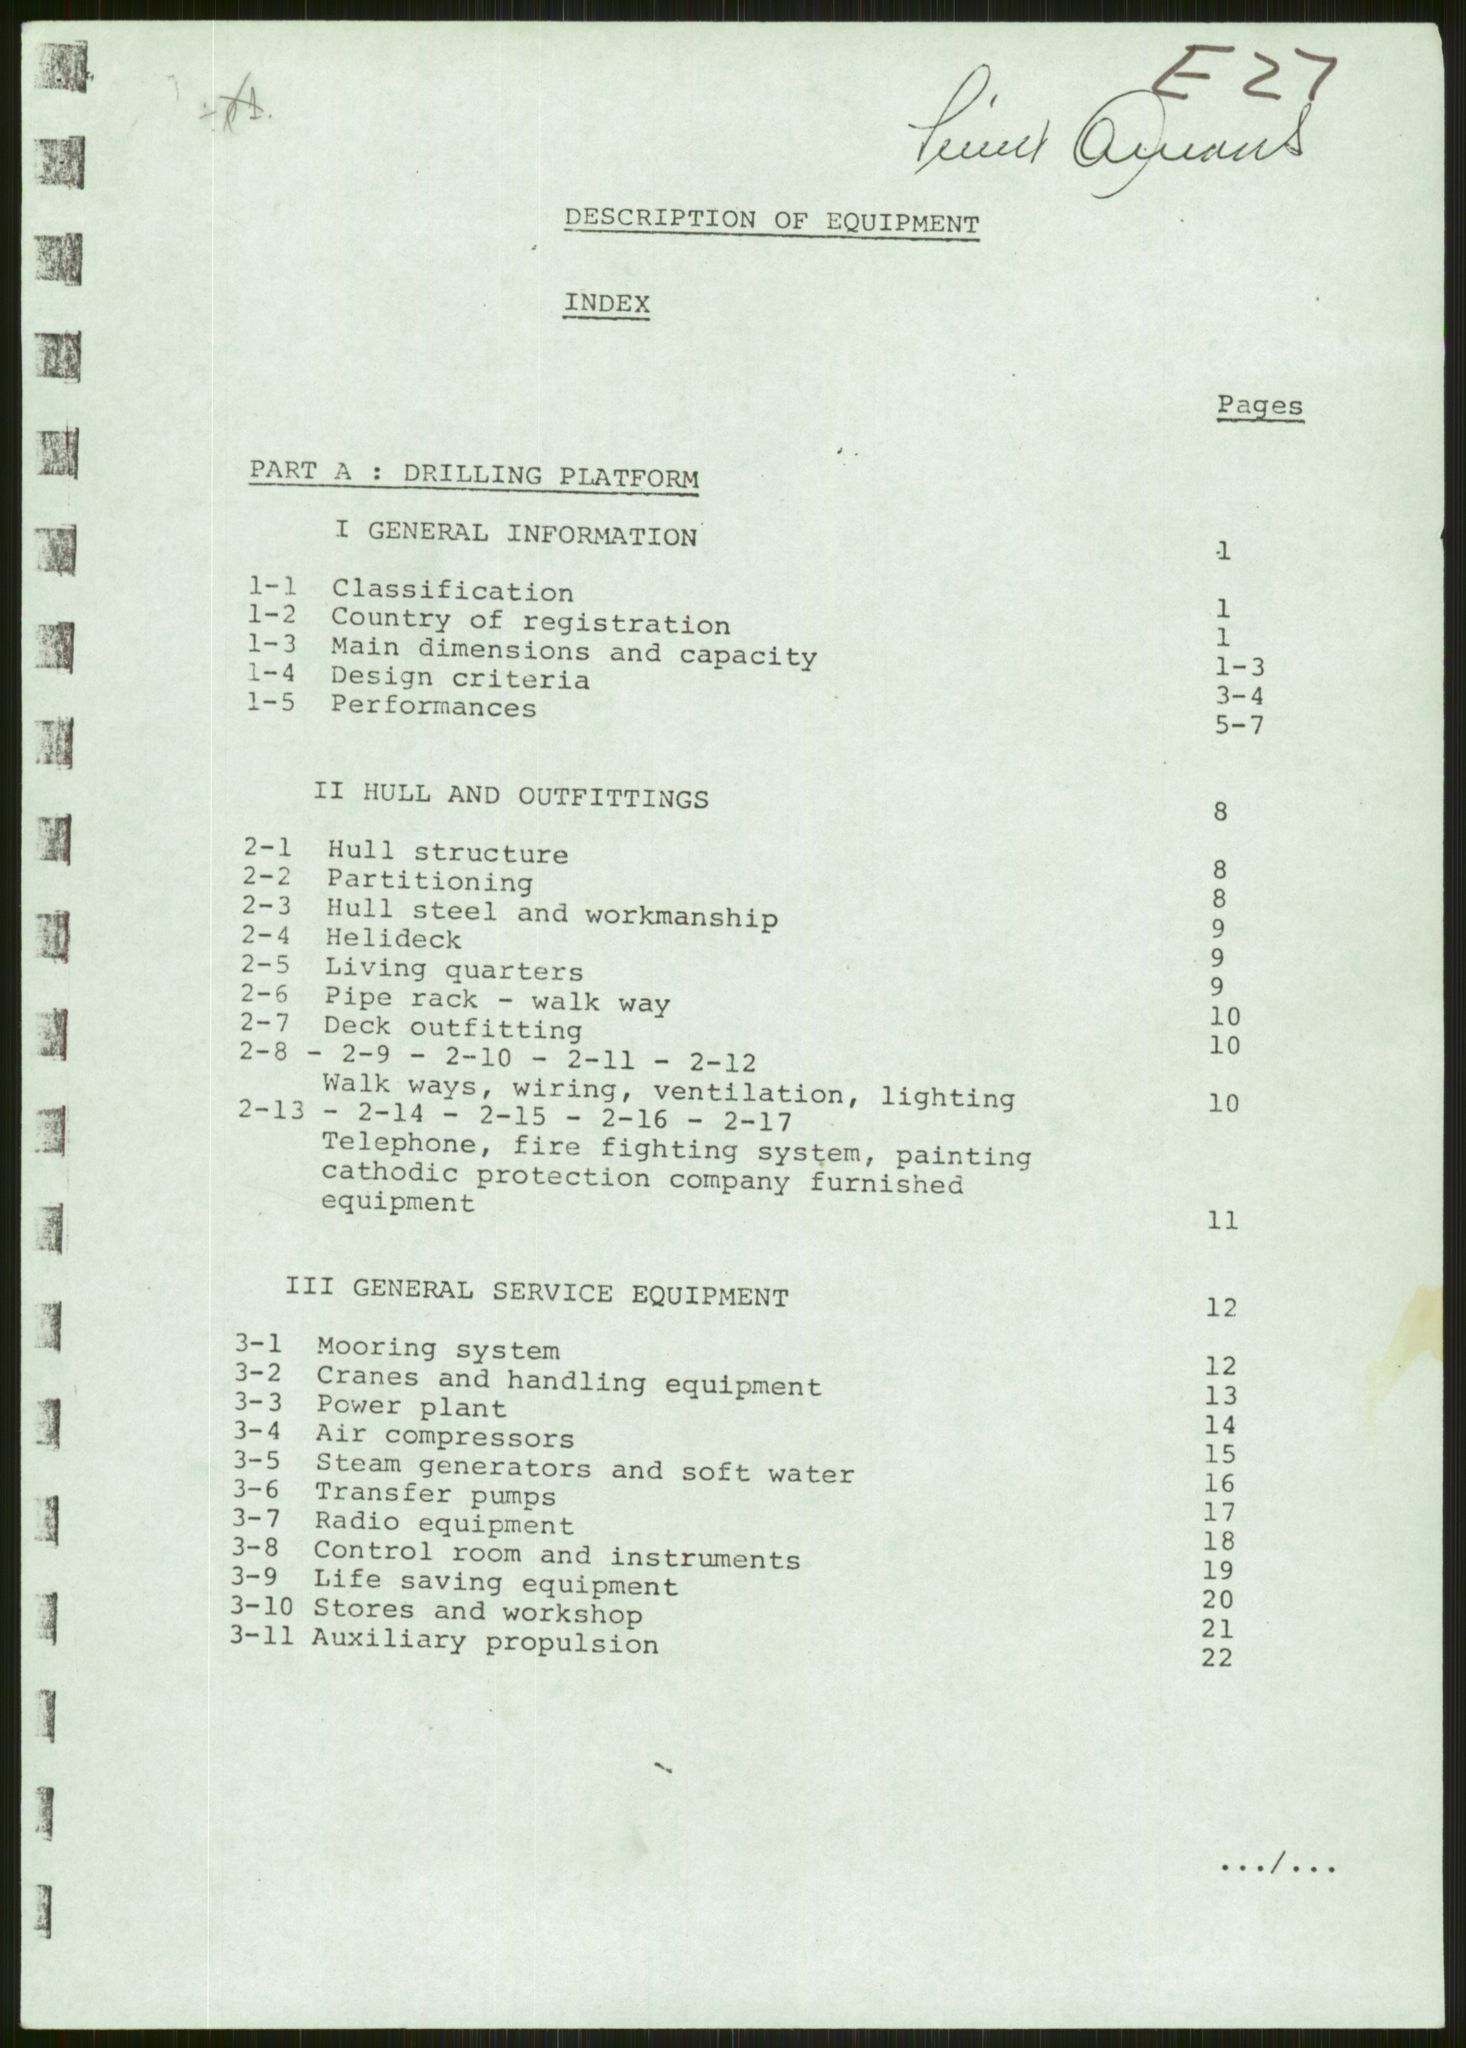 E 27
DESCRIPTION OF EQUIPMENT
INDEX
Pages
PART A : DRILLING PLATFORM
I GENERAL INFORMATION 1
1-1 Classification 1
1-2 Country of registration 1
1-3 Main dimensions and capacity 1-3
1-4 Design criteria 3-4
1-5 Performances 5-7
II HULL AND OUTFITTINGS 8
2-1 Hull structure 8
2-2 Partitioning 8
2-3 Hull steel and workmanship 9
2-4 Helideck 9
2-5 Living quarters 9
2-6 Pipe rack - walk way 10
2-7 Deck outfitting 10
2-8 - 2-9 - 2-10 - 2-11 - 2-12
Walk ways, wiring, ventilation, lighting 10
2-13 - 2-14 - 2-15 - 2-16 - 2-17
Telephone, fire fighting system, painting
cathodic protection company furnished
equipment 11
III GENERAL SERVICE EQUIPMENT 12
3-1 Mooring system 12
3-2 Cranes and handling equipment 13
3-3 Power plant 14
3-4 Air compressors 15
3-5 Steam generators and soft water 16
3-6 Transfer pumps 17
3-7 Radio equipment 18
3-8 Control room and instruments 19
3-9 Life saving equipment 20
3-10 Stores and workshop 21
3-11 Auxiliary propulsion 22
.../...